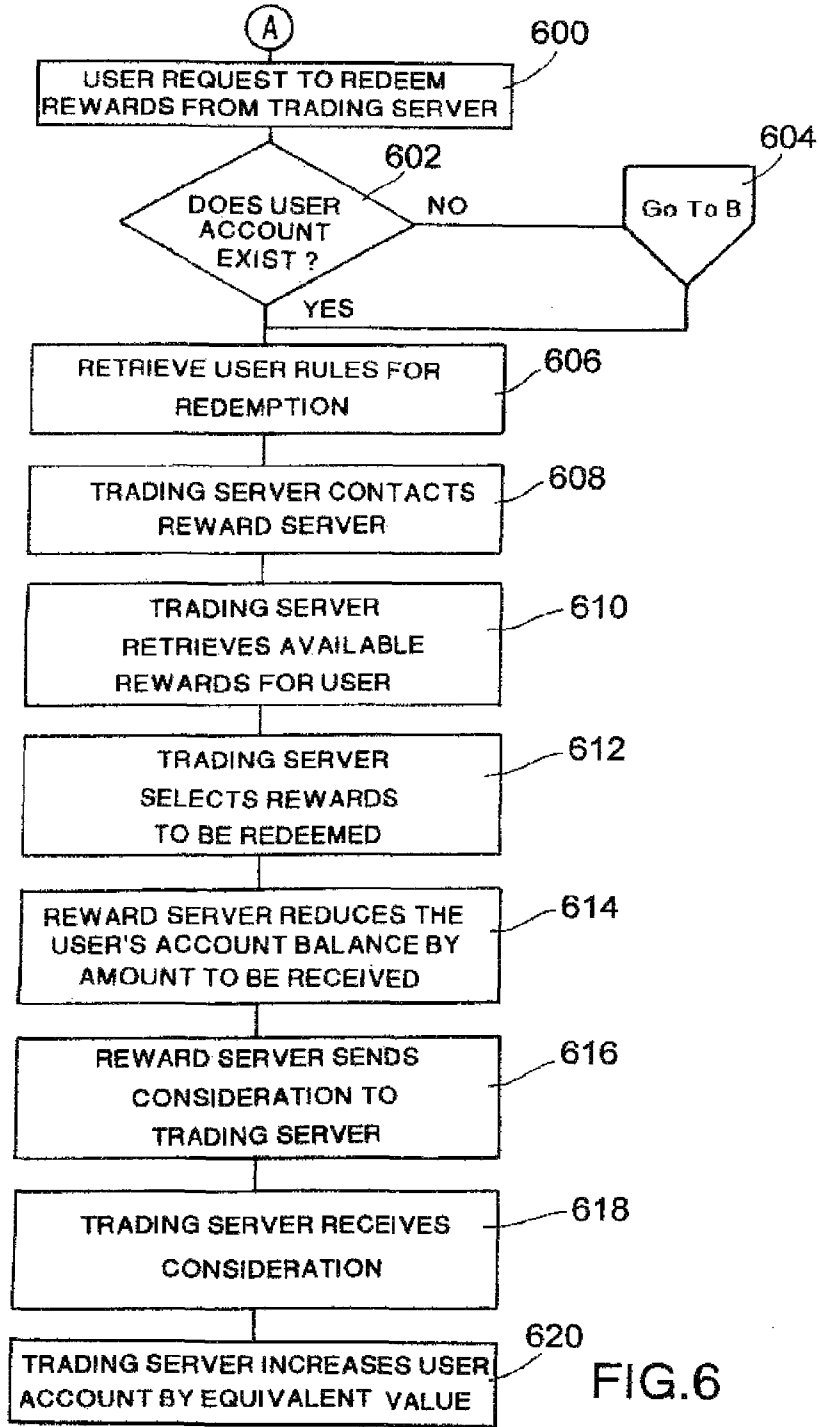 A
600
USER REQUEST TO REDEEM
REWARDS FROM TRADING SERVER
602
DOES USER
ACCOUNT
EXIST ?
NO
604
Go To B
YES
606
RETRIEVE USER RULES FOR
REDEMPTION
608
TRADING SERVER CONTACTS
REWARD SERVER
610
TRADING SERVER
RETRIEVES AVAILABLE
REWARDS FOR USER
612
TRADING SERVER
SELECTS REWARDS
TO BE REDEEMED
614
REWARD SERVER REDUCES THE
USER'S ACCOUNT BALANCE BY
AMOUNT TO BE RECEIVED
616
REWARD SERVER SENDS
CONSIDERATION TO
TRADING SERVER
618
TRADING SERVER RECEIVES
CONSIDERATION
620
TRADING SERVER INCREASES USER
ACCOUNT BY EQUIVALENT VALUE
FIG.6